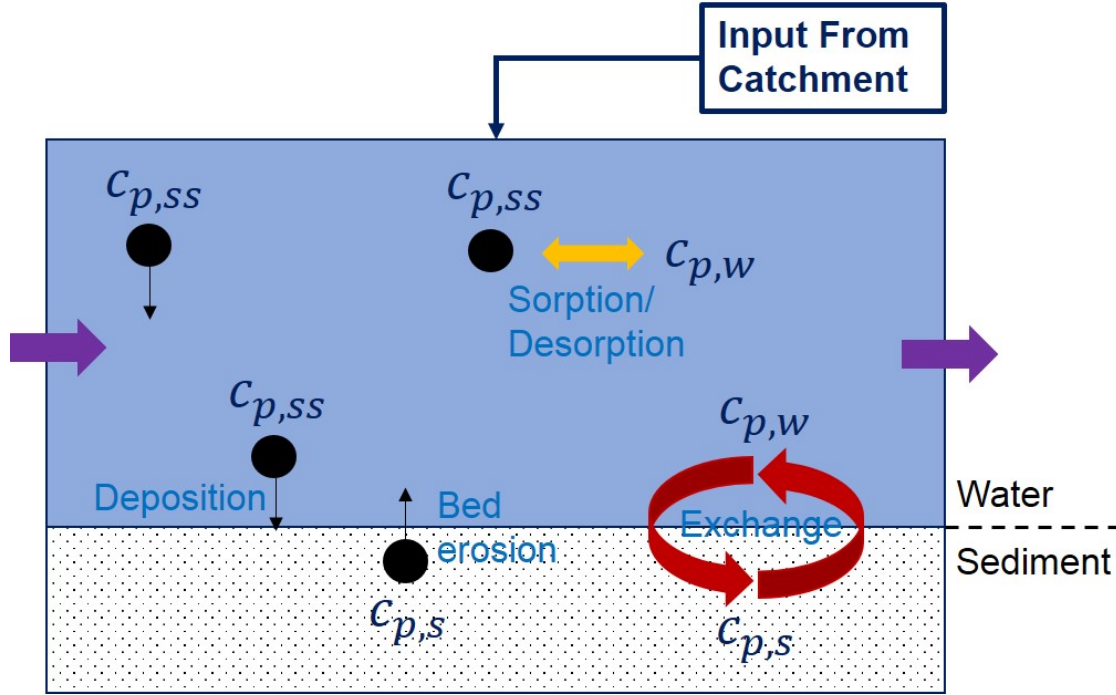 Input From
Catchment
c_{p,ss}
c_{p,ss}
c_{p,w}
Sorption/
Desorption
c_{p,ss}
c_{p,w}
Deposition
Bed
erosion
Exchange
Water
Sediment
c_{p,s}
c_{p,s}